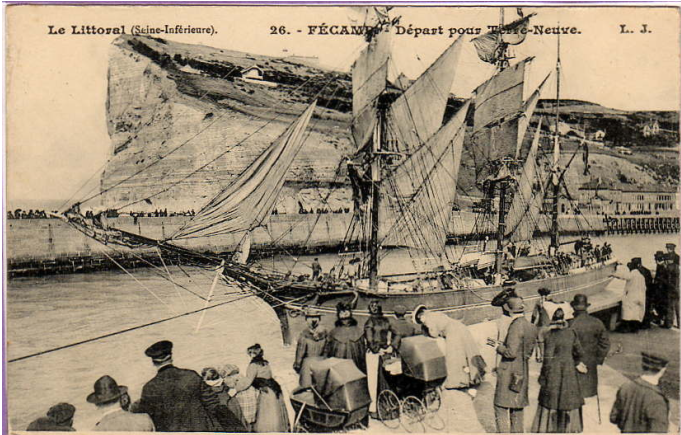 Le Littoral (Seine-Inférieure). 26. - FÉCAMP - Départ pour Terre-Neuve. L. J.